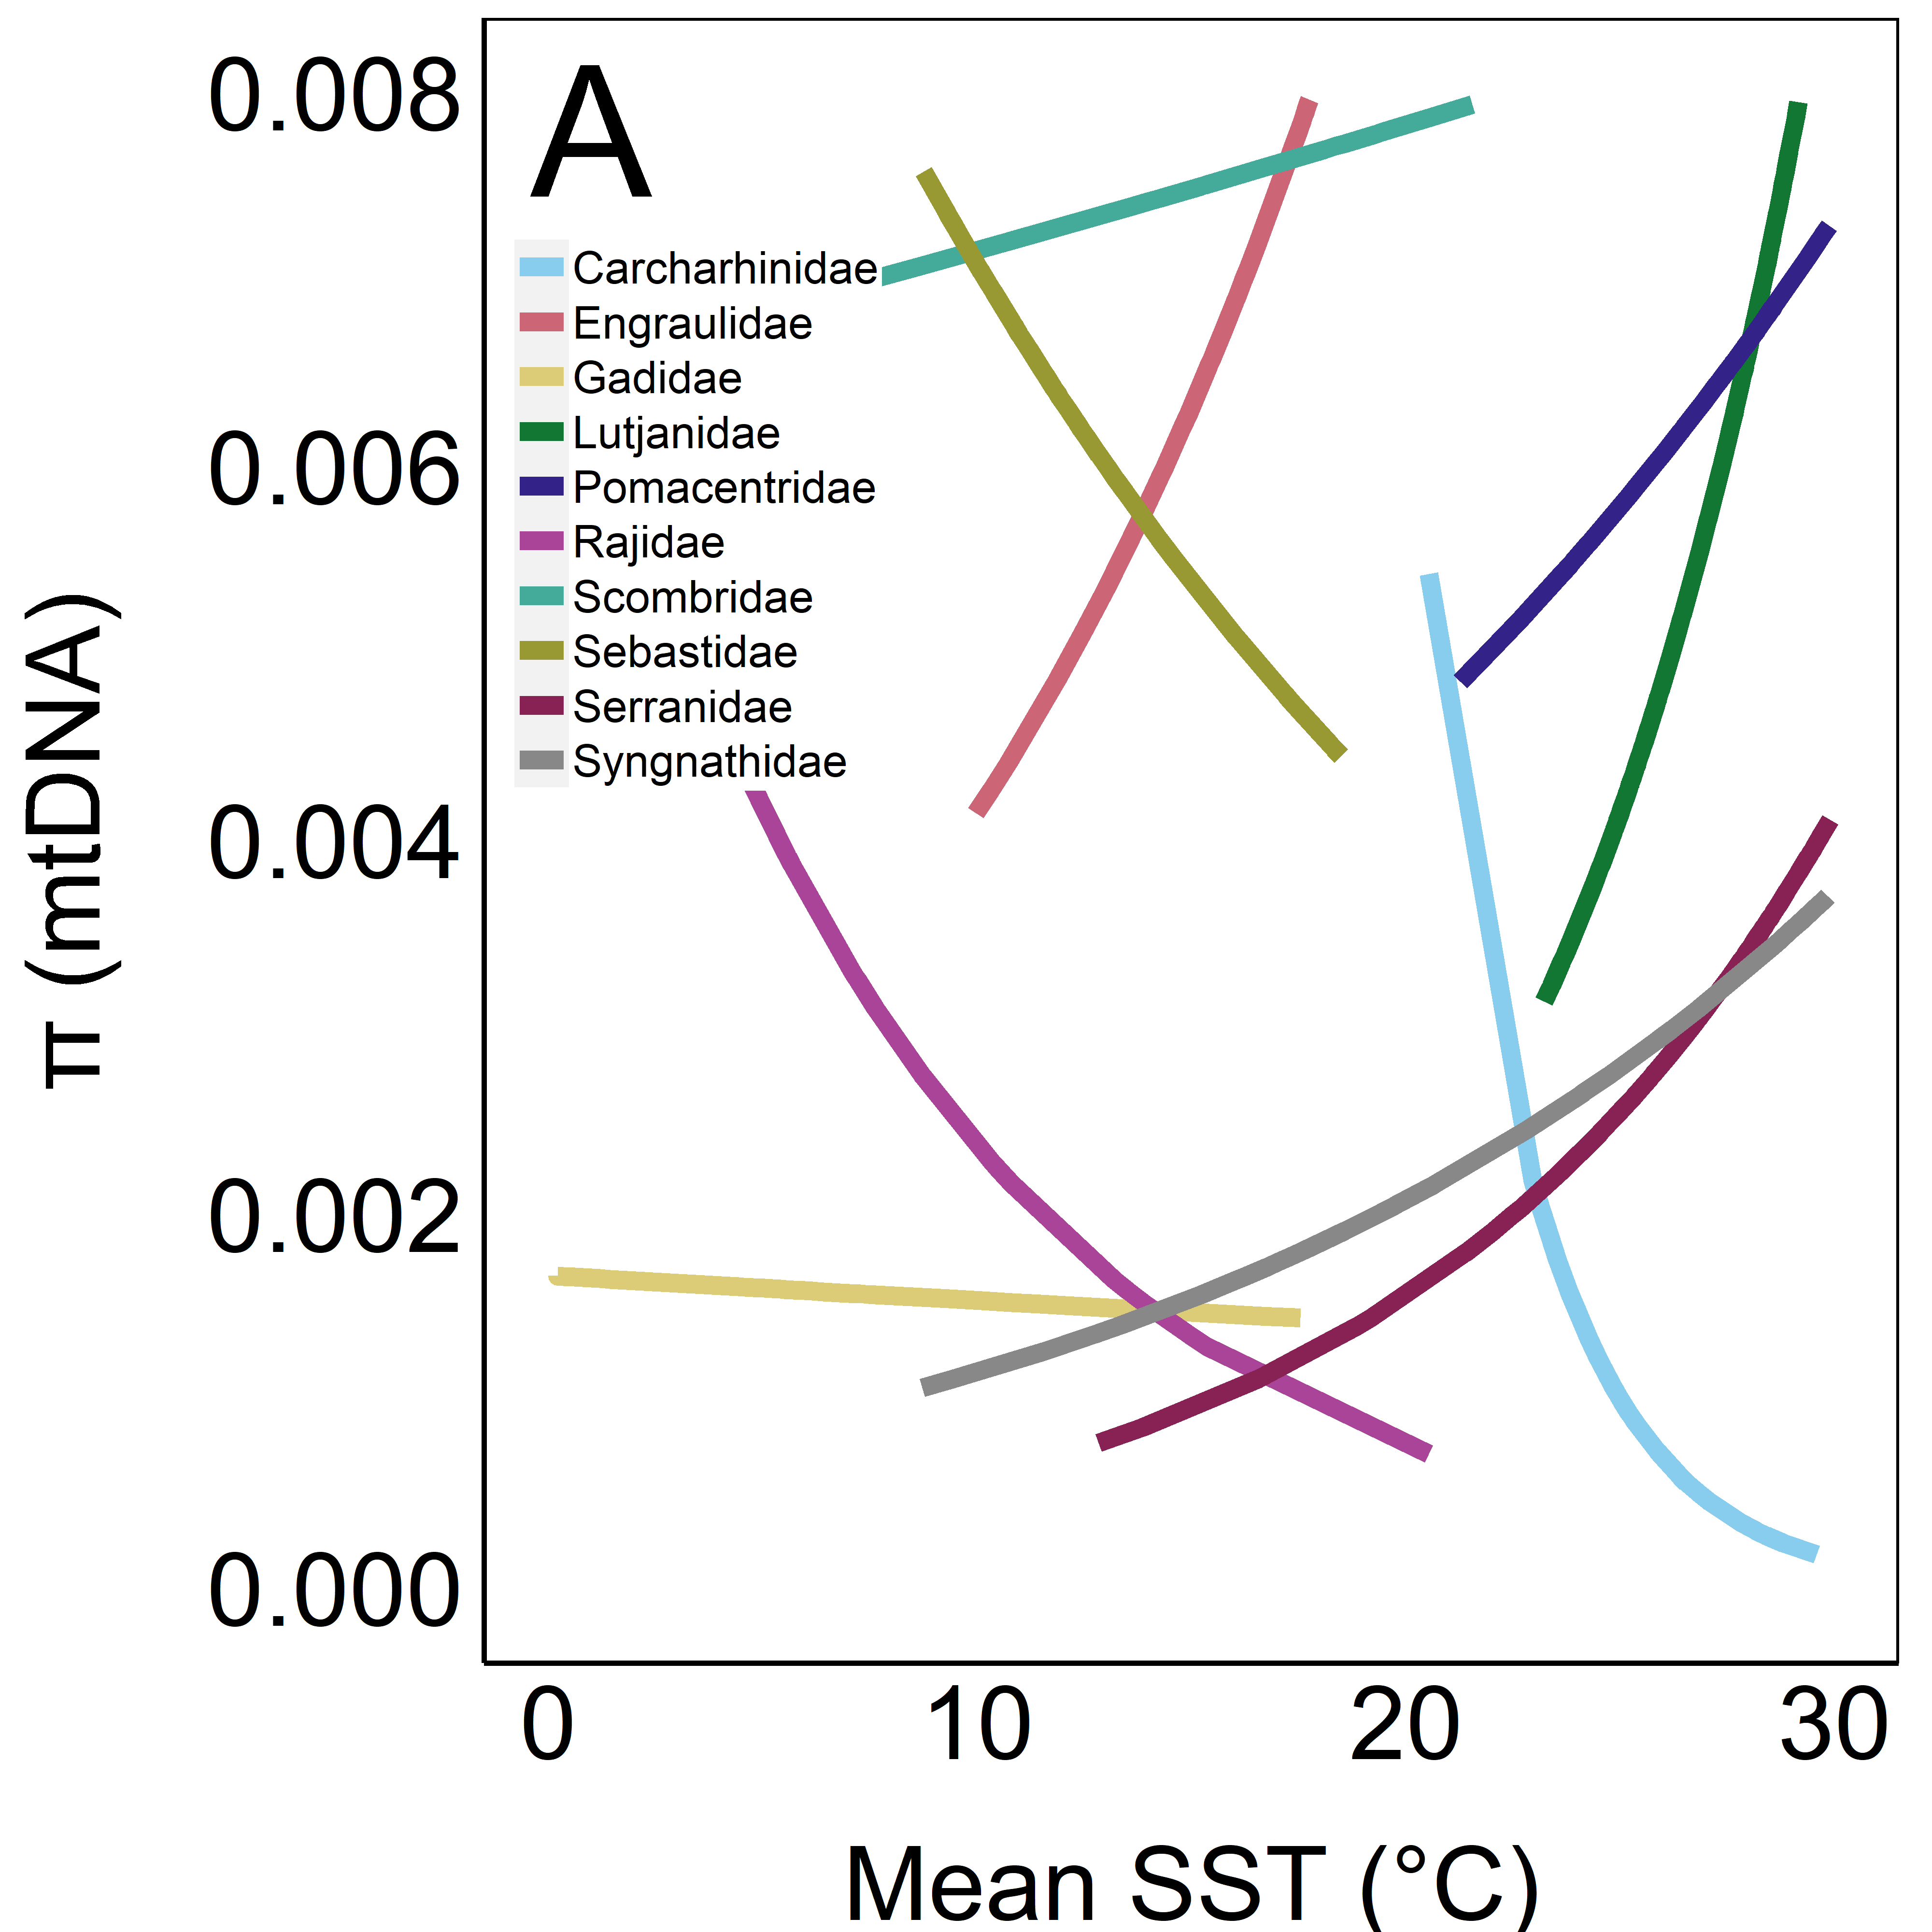 A
0.008
0.006
0.004
0.002
0.000
π (mtDNA)
Carcharhinidae
Engraulidae
Gadidae
Lutjanidae
Pomacentridae
Rajidae
Scombridae
Sebastidae
Serranidae
Syngnathidae
0 10 20 30
Mean SST (°C)